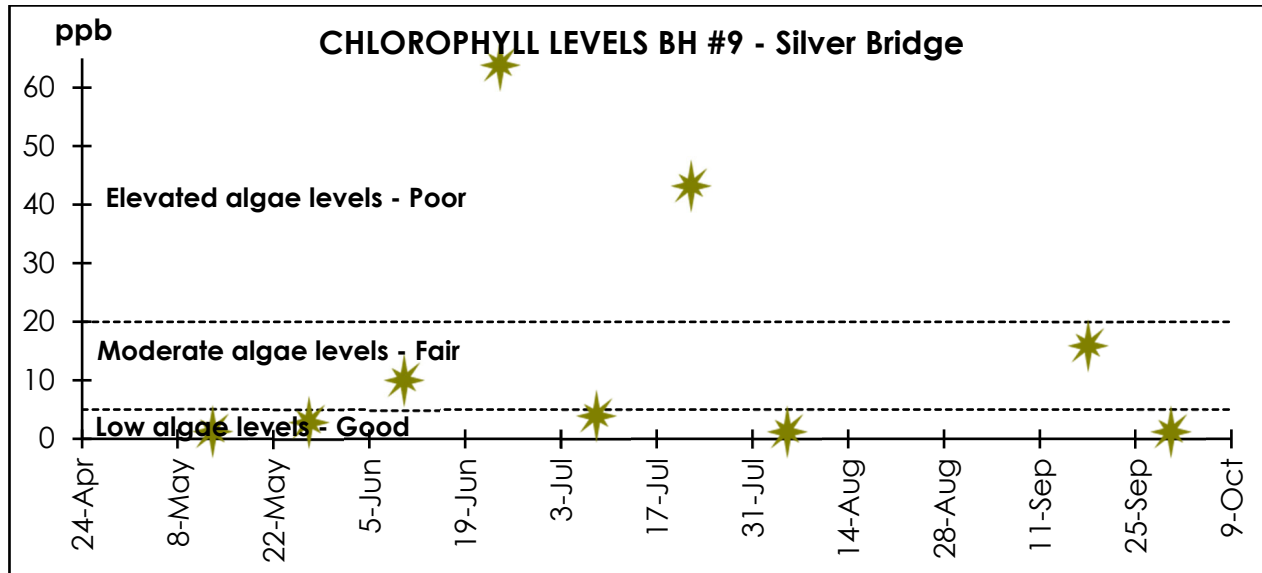 ppb
CHLOROPHYLL LEVELS BH #9 - Silver Bridge
60
50
40
30
20
10
0
Elevated algae levels - Poor
Moderate algae levels - Fair
Low algae levels - Good
24-Apr
8-May
22-May
5-Jun
19-Jun
3-Jul
17-Jul
31-Jul
14-Aug
28-Aug
11-Sep
25-Sep
9-Oct